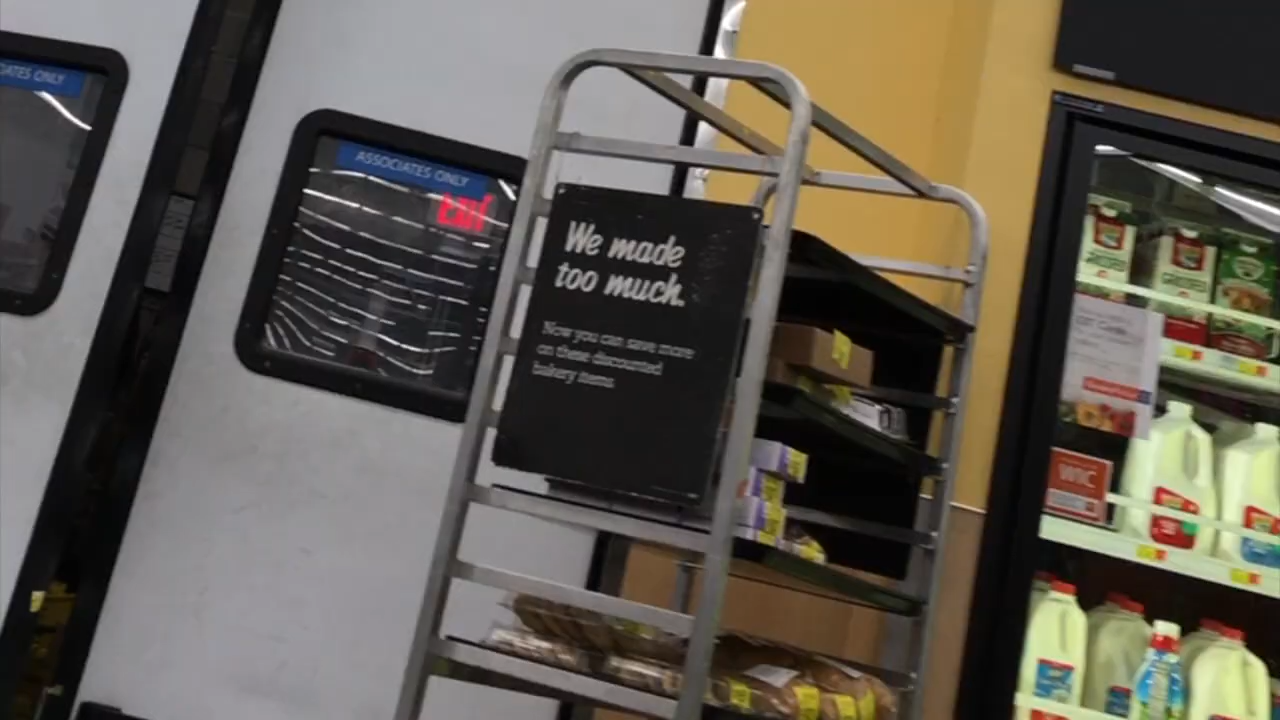 ASSOCIATES ONLY
EXIT
We made
too much.
Now you can save more
on these discounted
bakery items
WIC